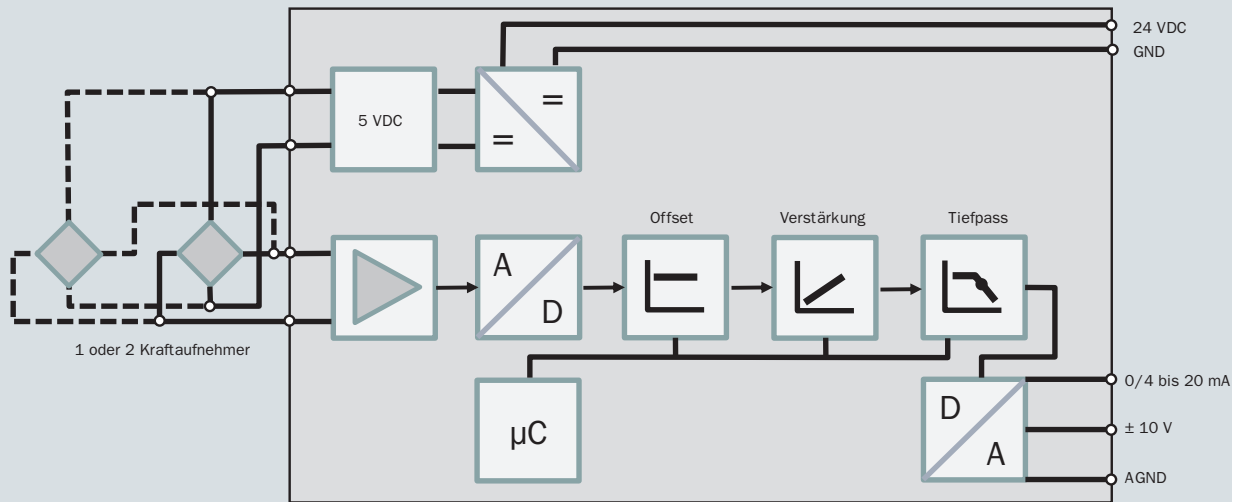 24 VDC
GND
5 VDC
=
=
Offset
Verstärkung
Tiefpass
A
D
1 oder 2 Kraftaufnehmer
µC
D
A
0/4 bis 20 mA
± 10 V
AGND